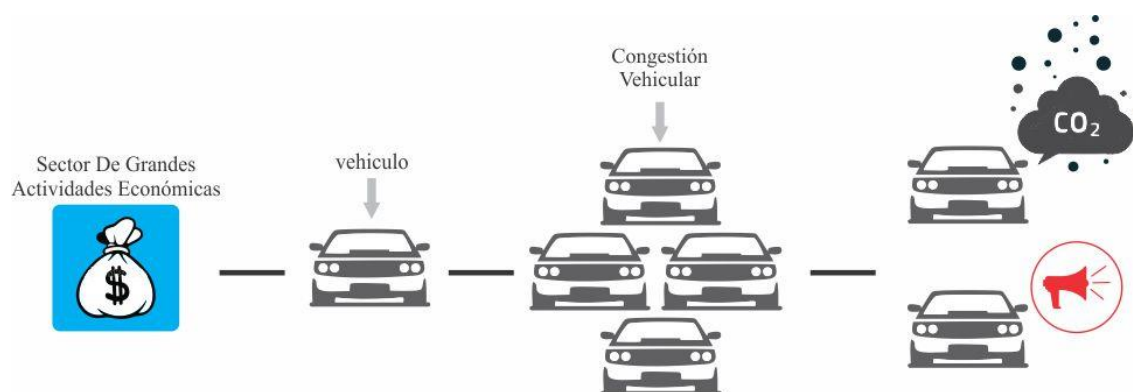 Sector De Grandes
Actividades Económicas
$
vehiculo
Congestión
Vehicular
CO2